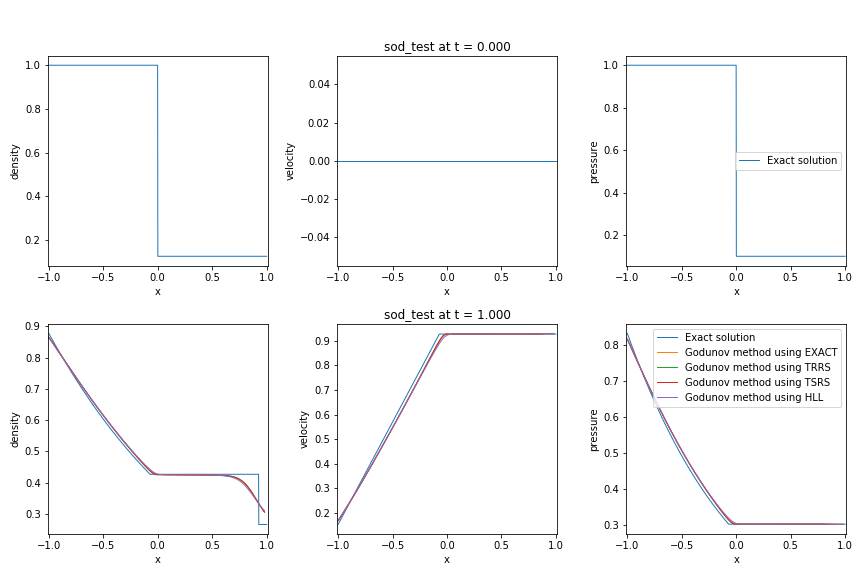 sod_test at t = 0.000
density
1.0
0.8
0.6
0.4
0.2
−1.0 −0.5 0.0 0.5 1.0
x
velocity
0.04
0.02
0.00
−0.02
−0.04
−1.0 −0.5 0.0 0.5 1.0
x
pressure
1.0
0.8
0.6
0.4
0.2
Exact solution
−1.0 −0.5 0.0 0.5 1.0
x
sod_test at t = 1.000
density
0.9
0.8
0.7
0.6
0.5
0.4
0.3
−1.0 −0.5 0.0 0.5 1.0
x
velocity
0.9
0.8
0.7
0.6
0.5
0.4
0.3
0.2
−1.0 −0.5 0.0 0.5 1.0
x
pressure
0.8
0.7
0.6
0.5
0.4
0.3
Exact solution
Godunov method using EXACT
Godunov method using TRRS
Godunov method using TSRS
Godunov method using HLL
−1.0 −0.5 0.0 0.5 1.0
x